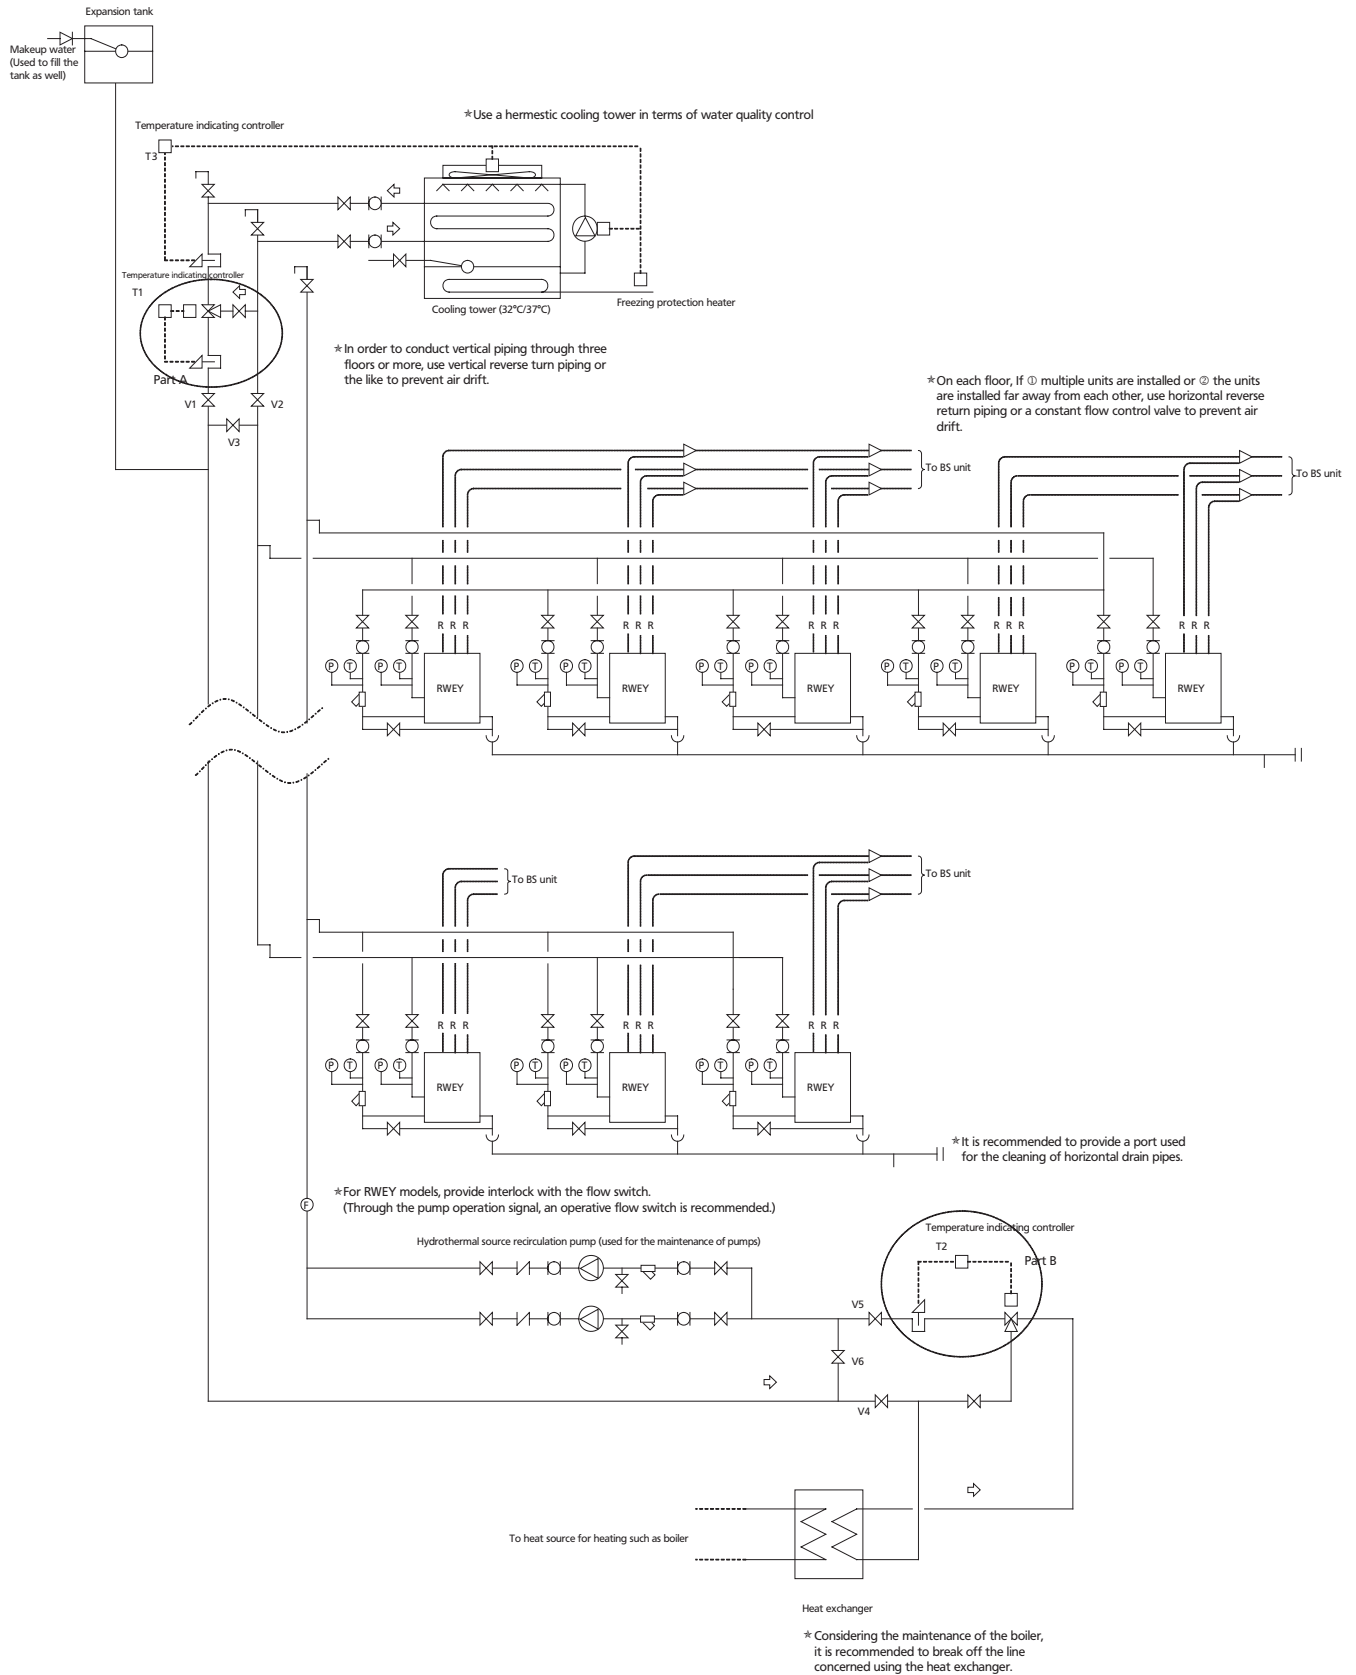 Expansion tank
Makeup water
(Used to fill the
tank as well)
✳Use a hermestic cooling tower in terms of water quality control
Temperature indicating controller
T3
Temperature indicating controller
T1
Part A
Cooling tower (32°C/37°C)
Freezing protection heater
✳In order to conduct vertical piping through three
floors or more, use vertical reverse turn piping or
the like to prevent air drift.
✳On each floor, If ① multiple units are installed or ② the units
are installed far away from each other, use horizontal reverse
return piping or a constant flow control valve to prevent air
drift.
V1
V2
V3
To BS unit
To BS unit
R R R
R R R
R R R
R R R
R R R
P T P T
P T P T
P T P T
P T P T
P T P T
RWEY
RWEY
RWEY
RWEY
RWEY
To BS unit
To BS unit
R R R
R R R
R R R
P T P T
P T P T
P T P T
RWEY
RWEY
RWEY
✳It is recommended to provide a port used
for the cleaning of horizontal drain pipes.
✳For RWEY models, provide interlock with the flow switch.
(Through the pump operation signal, an operative flow switch is recommended.)
F
Hydrothermal source recirculation pump (used for the maintenance of pumps)
Temperature indicating controller
T2
Part B
V5
V6
V4
To heat source for heating such as boiler
Heat exchanger
✳Considering the maintenance of the boiler,
it is recommended to break off the line
concerned using the heat exchanger.